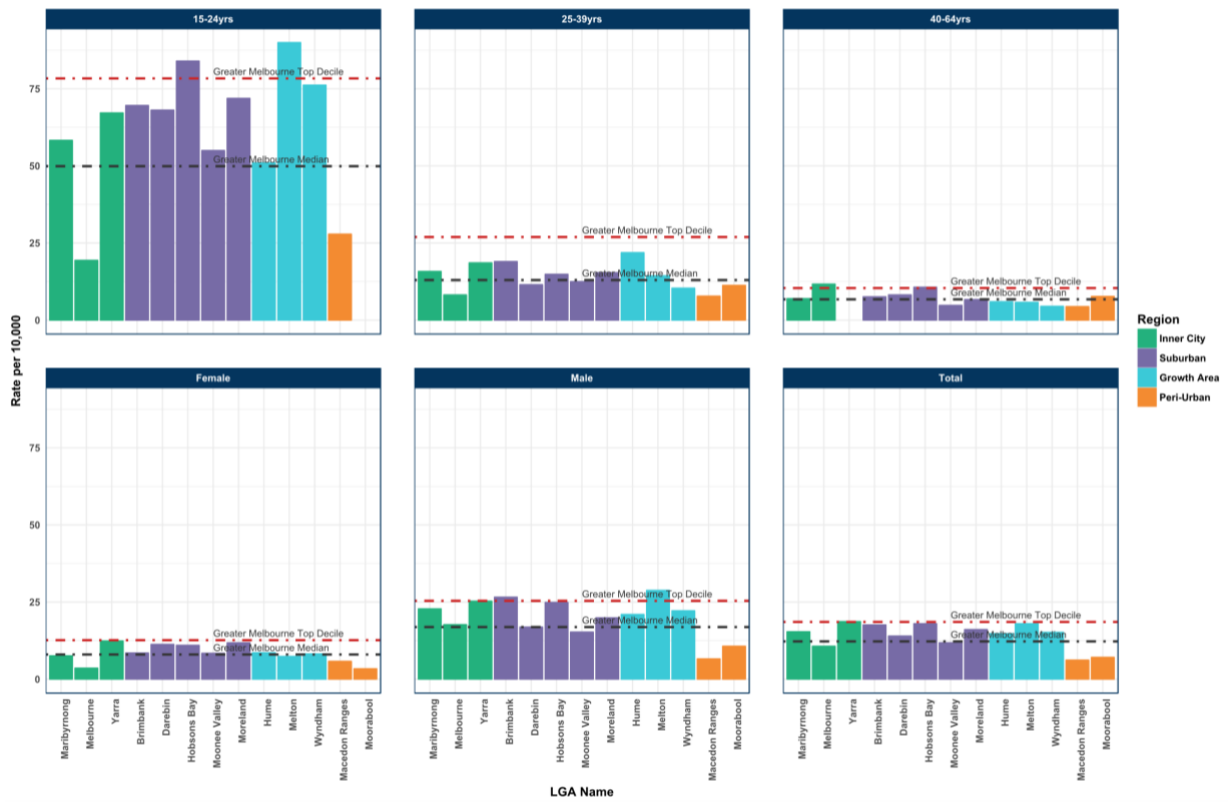 15-24yrs
25-39yrs
40-64yrs
Greater Melbourne Top Decile
Greater Melbourne Median
Greater Melbourne Top Decile
Greater Melbourne Median
Greater Melbourne Top Decile
Greater Melbourne Median
75
50
25
0
Rate per 10,000
Female
Male
Total
Greater Melbourne Top Decile
Greater Melbourne Median
Greater Melbourne Top Decile
Greater Melbourne Median
Greater Melbourne Top Decile
Greater Melbourne Median
75
50
25
0
Maribyrnong
Melbourne
Yarra
Brimbank
Darebin
Hobsons Bay
Moonee Valley
Moreland
Hume
Melton
Wyndham
Macedon Ranges
Moorabool
Maribyrnong
Melbourne
Yarra
Brimbank
Darebin
Hobsons Bay
Moonee Valley
Moreland
Hume
Melton
Wyndham
Macedon Ranges
Moorabool
Maribyrnong
Melbourne
Yarra
Brimbank
Darebin
Hobsons Bay
Moonee Valley
Moreland
Hume
Melton
Wyndham
Macedon Ranges
Moorabool
LGA Name
Region
Inner City
Suburban
Growth Area
Peri-Urban